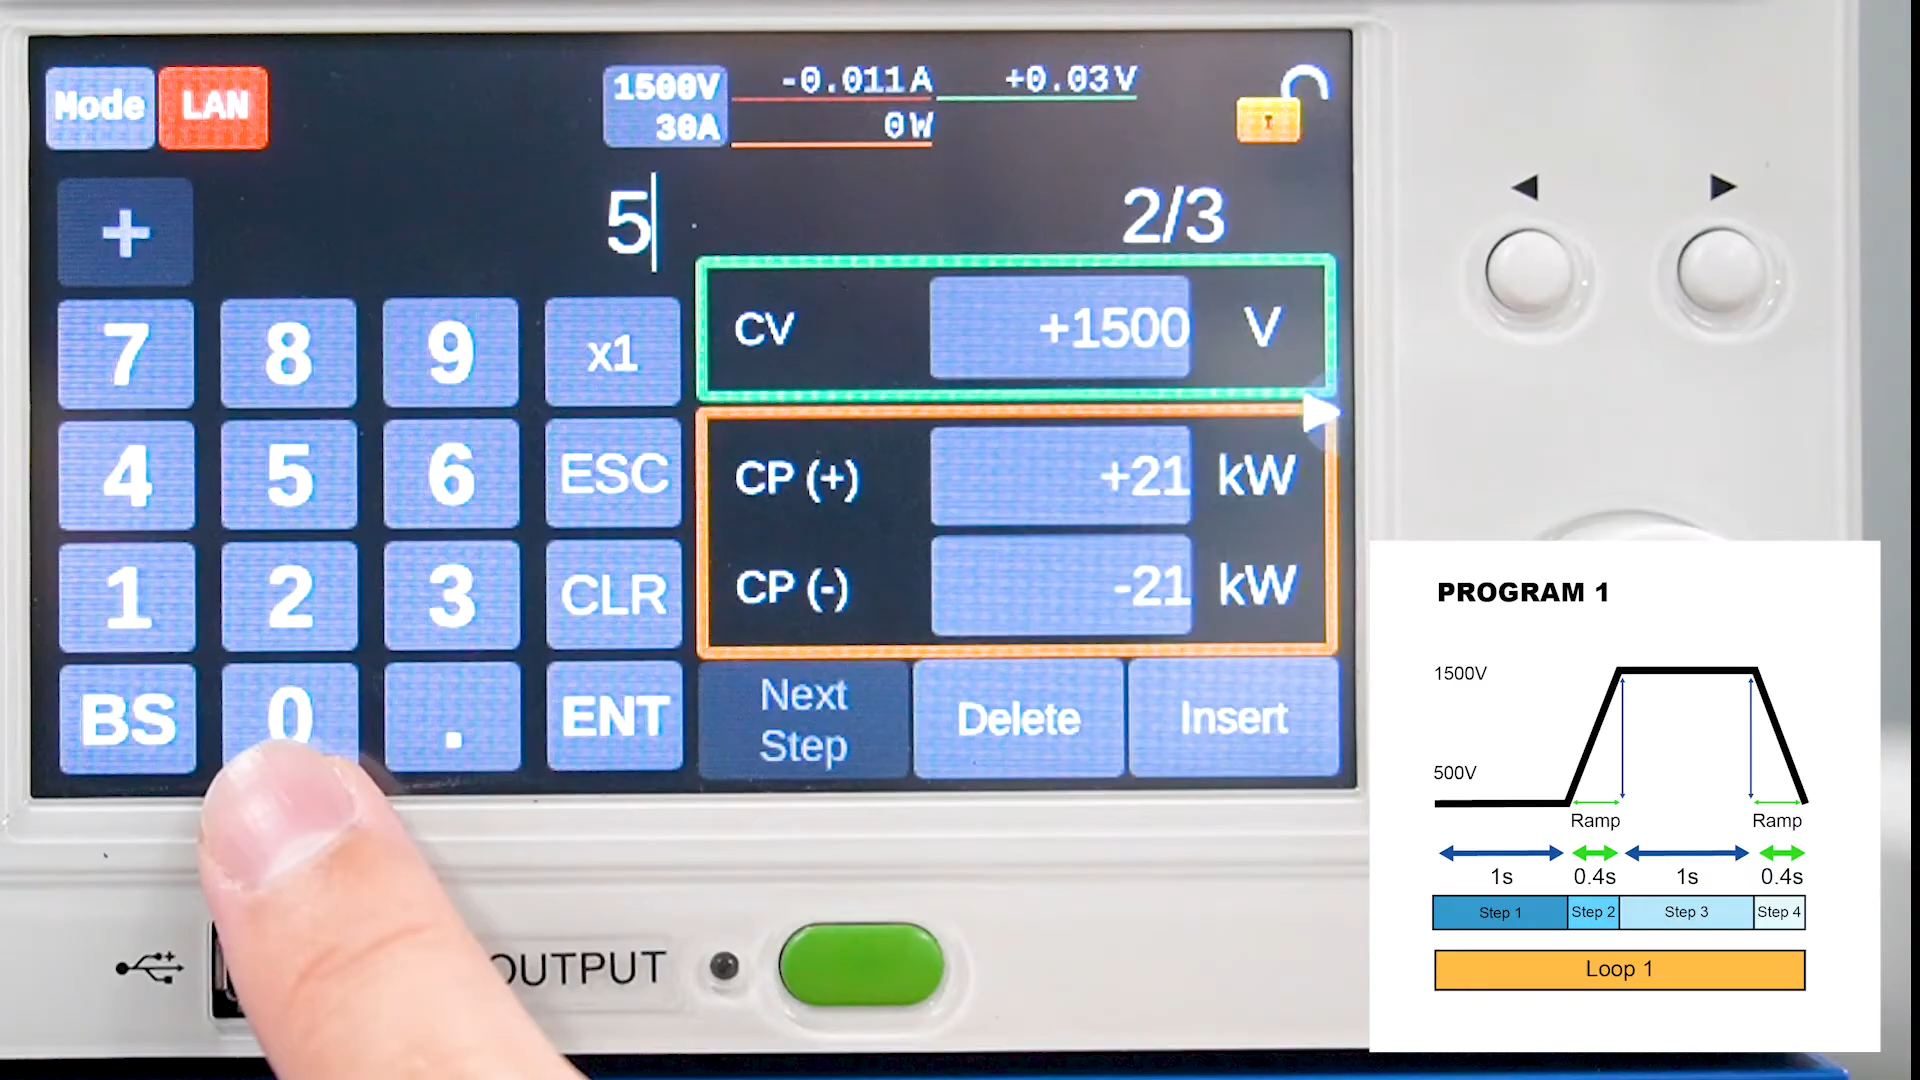 Mode LAN 1500V 30A -0.011A +0.03V
0W
+ 5 2/3
7 8 9 x1
CV +1500 V
4 5 6 ESC
CP (+) +21 kW
1 2 3 CLR
CP (-) -21 kW
BS 0 . ENT
Next Step Delete Insert
OUTPUT
PROGRAM 1
1500V
500V
Ramp Ramp
1s 0.4s 1s 0.4s
Step 1 Step 2 Step 3 Step 4
Loop 1